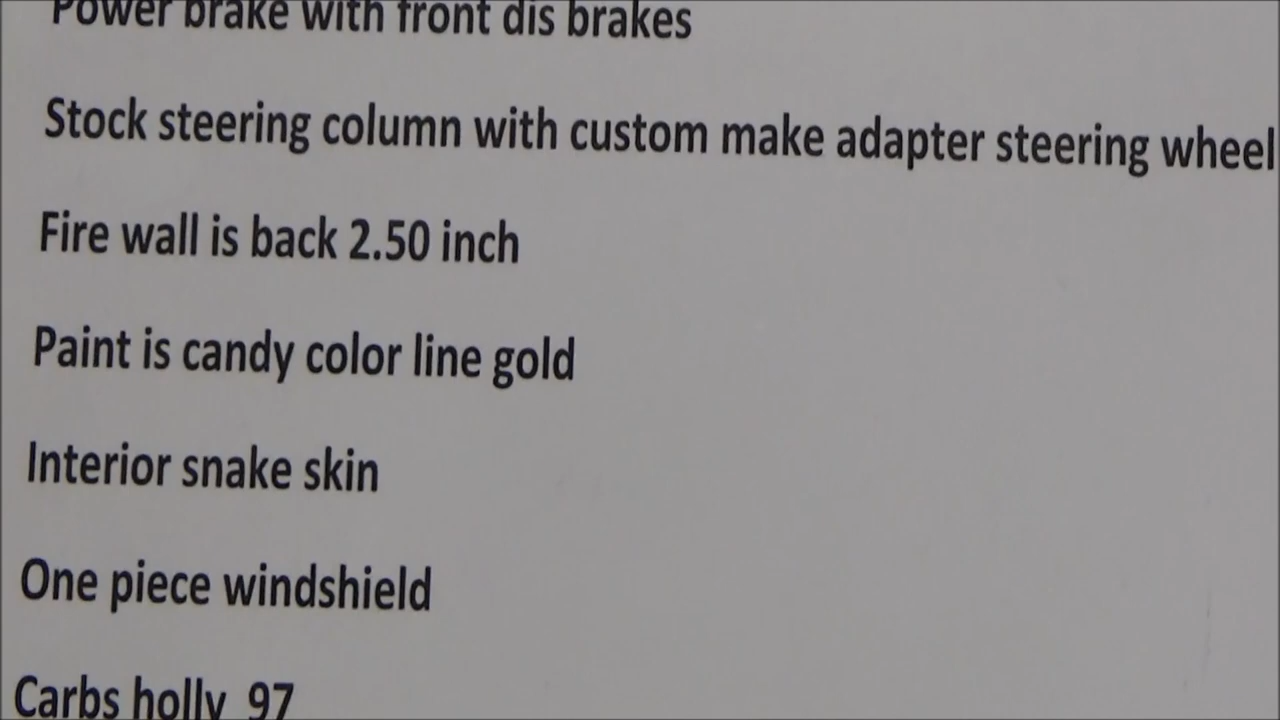 Power brake with front dis brakes
Stock steering column with custom make adapter steering wheel
Fire wall is back 2.50 inch
Paint is candy color line gold
Interior snake skin
One piece windshield
Carbs holly 97